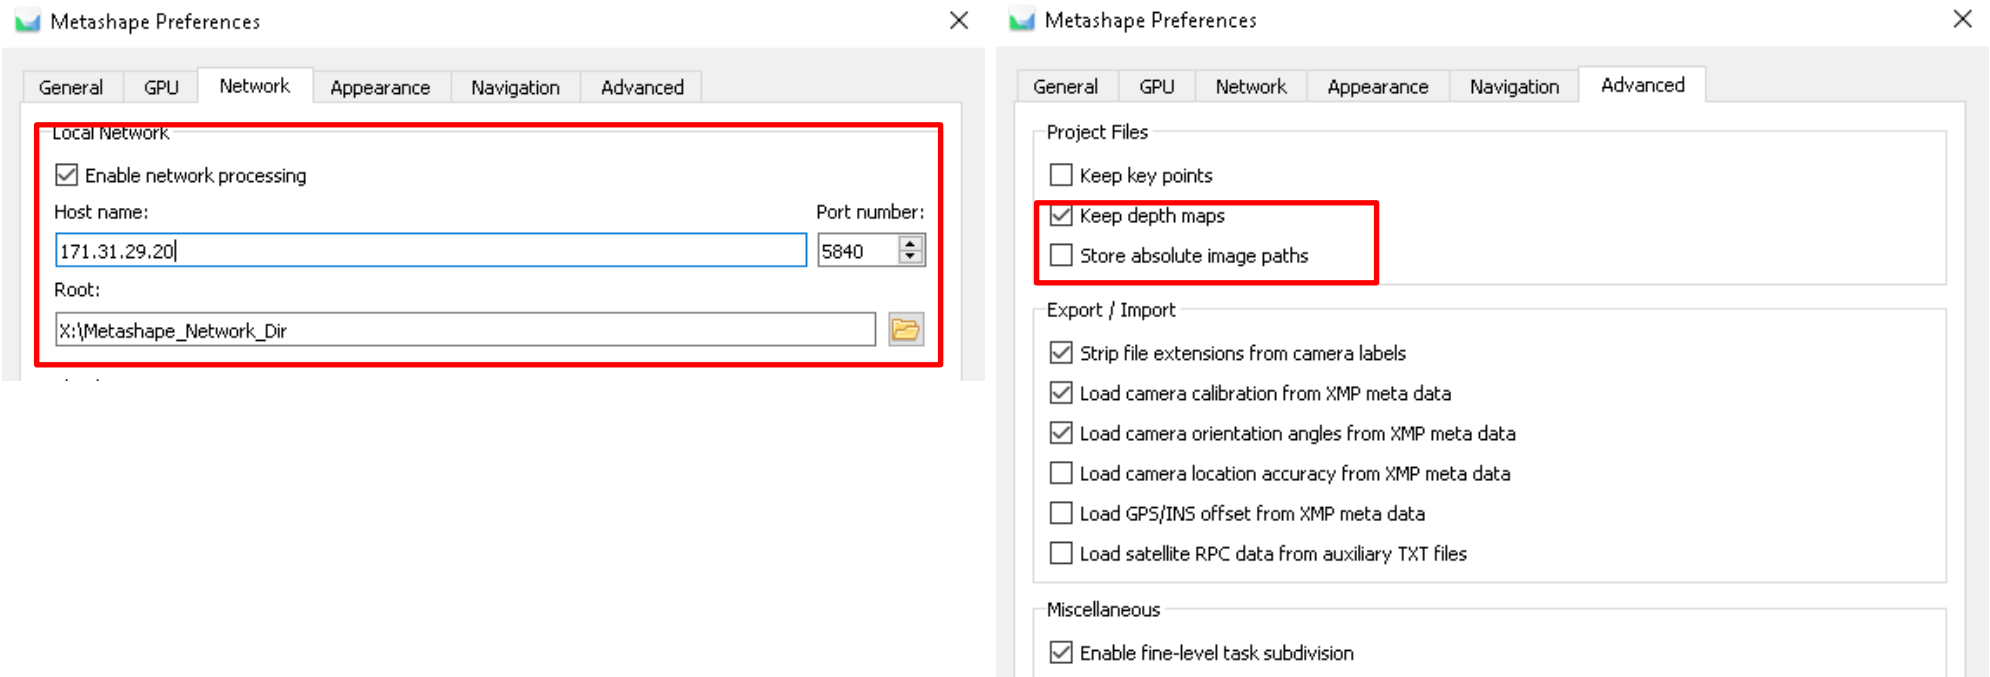 Metashape Preferences
General GPU Network Appearance Navigation Advanced
Local Network
Enable network processing
Host name: Port number:
171.31.29.20 5840
Root:
X:\Metashape_Network_Dir
Metashape Preferences
General GPU Network Appearance Navigation Advanced
Project Files
Keep key points
Keep depth maps
Store absolute image paths
Export / Import
Strip file extensions from camera labels
Load camera calibration from XMP meta data
Load camera orientation angles from XMP meta data
Load camera location accuracy from XMP meta data
Load GPS/INS offset from XMP meta data
Load satellite RPC data from auxiliary TXT files
Miscellaneous
Enable fine-level task subdivision